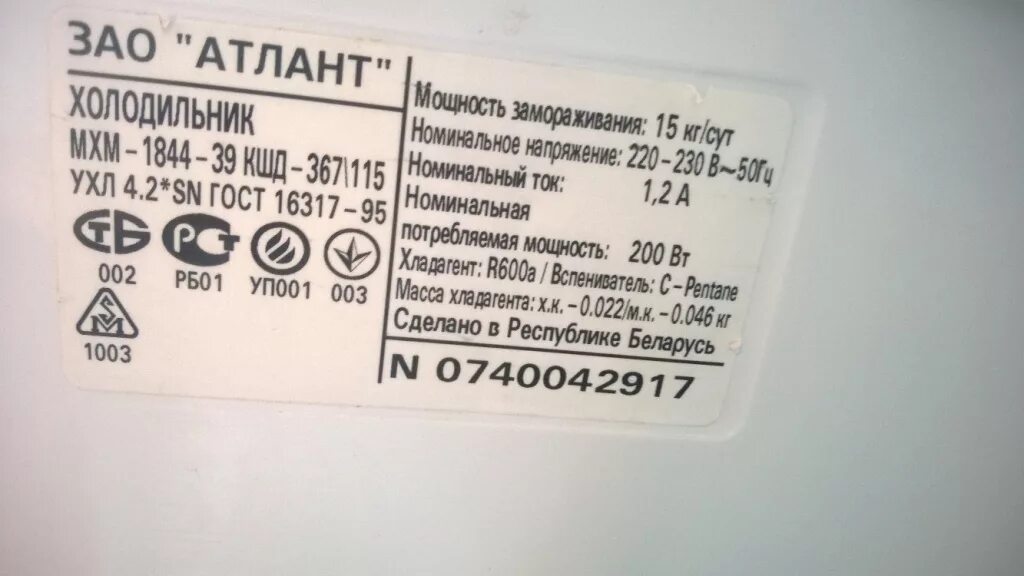 ЗАО "АТЛАНТ"
ХОЛОДИЛЬНИК
МХМ-1844-39 КШД-367\115
УХЛ 4.2*SN ГОСТ 16317-95
СТБ РСТ
002 РБ01 УП001 003
1003
Мощность замораживания: 15 кг/сут
Номинальное напряжение: 220-230 В~50Гц
Номинальный ток: 1,2 А
Номинальная
потребляемая мощность: 200 Вт
Хладагент: R600a / Вспениватель: C-Pentane
Масса хладагента: х.к. -0.022/м.к. -0.046 кг
Сделано в Республике Беларусь
N 0740042917